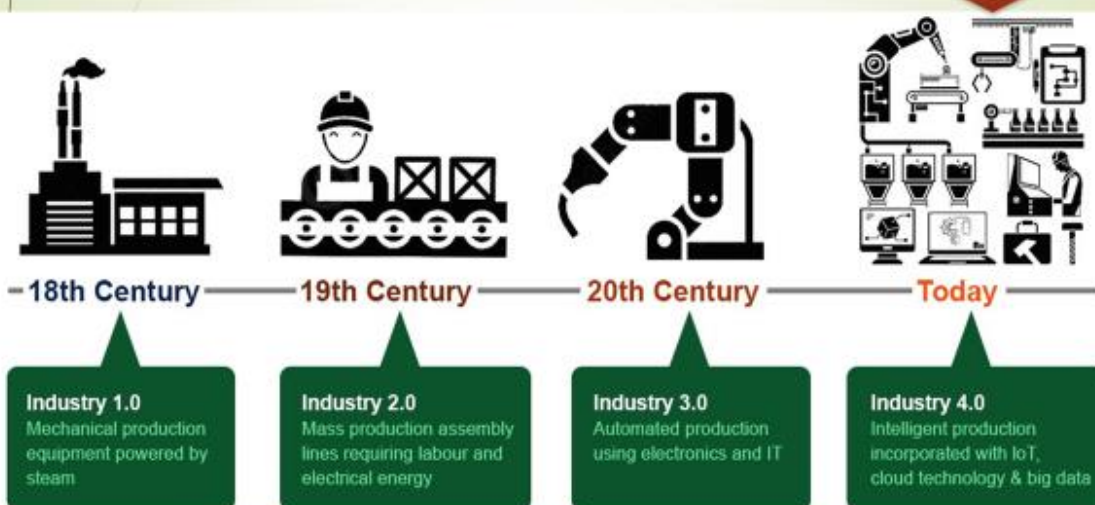 18th Century
19th Century
20th Century
Today
Industry 1.0
Mechanical production
equipment powered by
steam
Industry 2.0
Mass production assembly
lines requiring labour and
electrical energy
Industry 3.0
Automated production
using electronics and IT
Industry 4.0
Intelligent production
incorporated with IoT,
cloud technology & big data